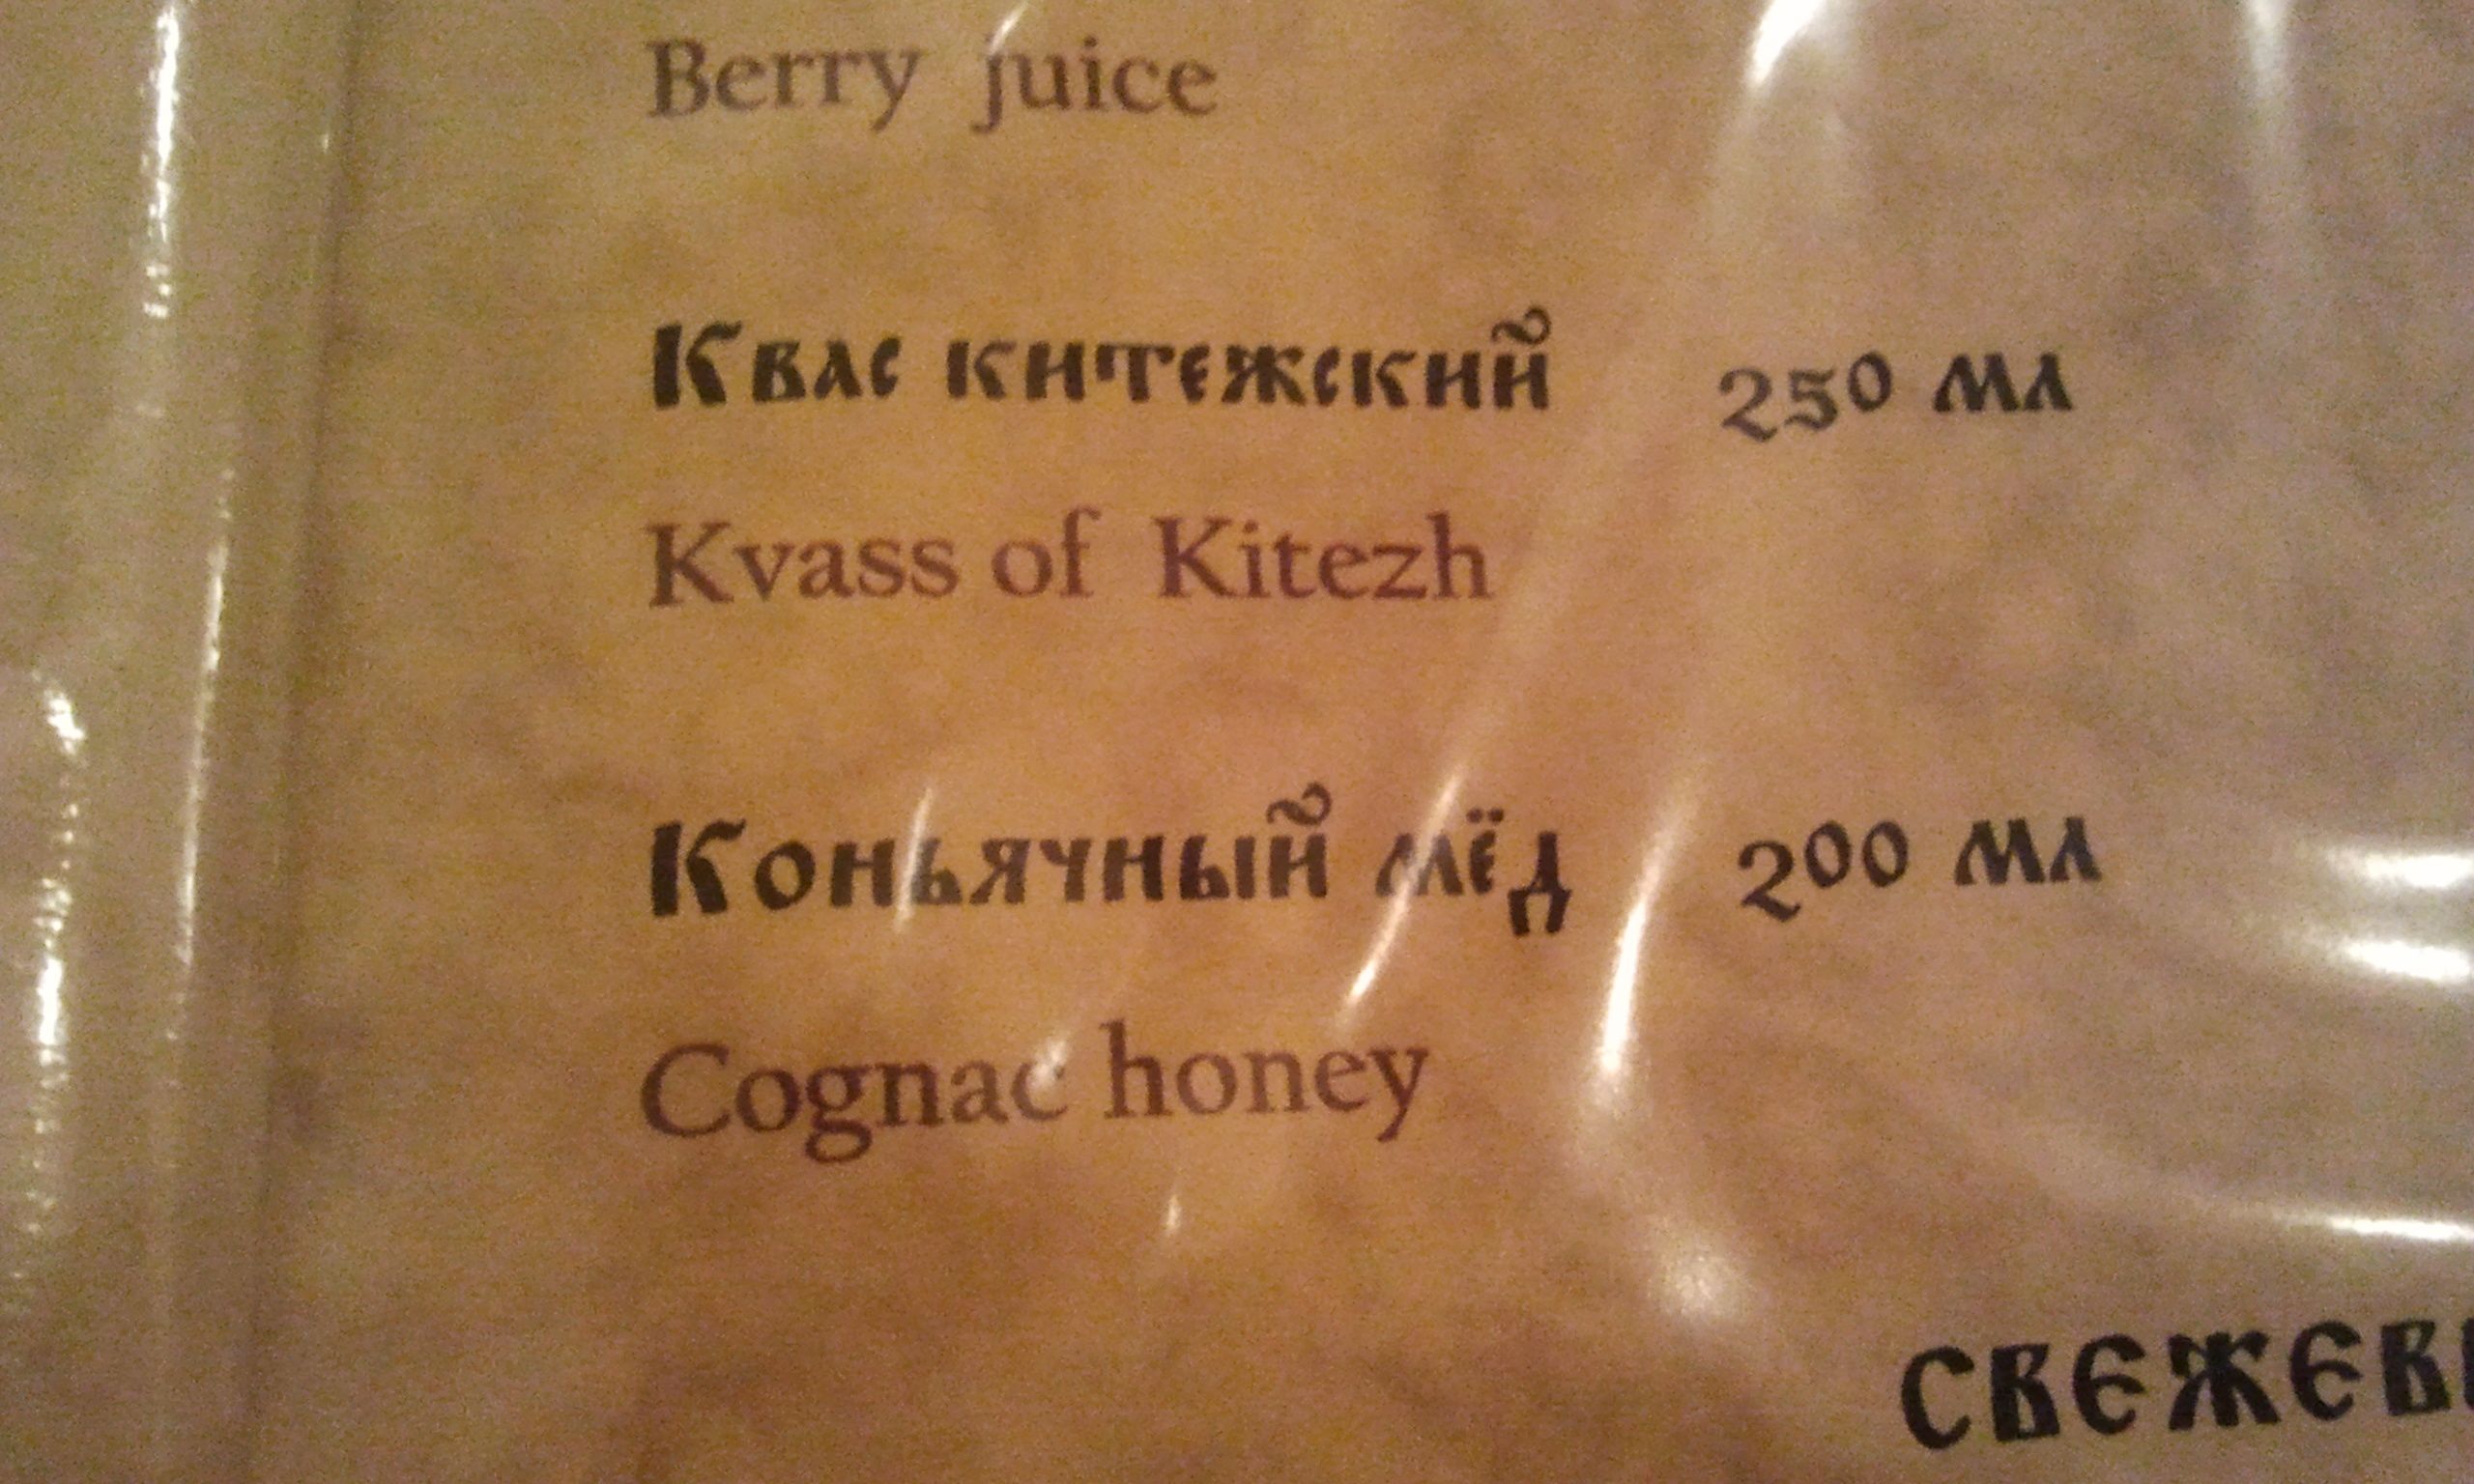 Berry juice
Квас китежский 250 мл
Kvass of Kitezh
Коньячный мёд 200 мл
Cognac honey